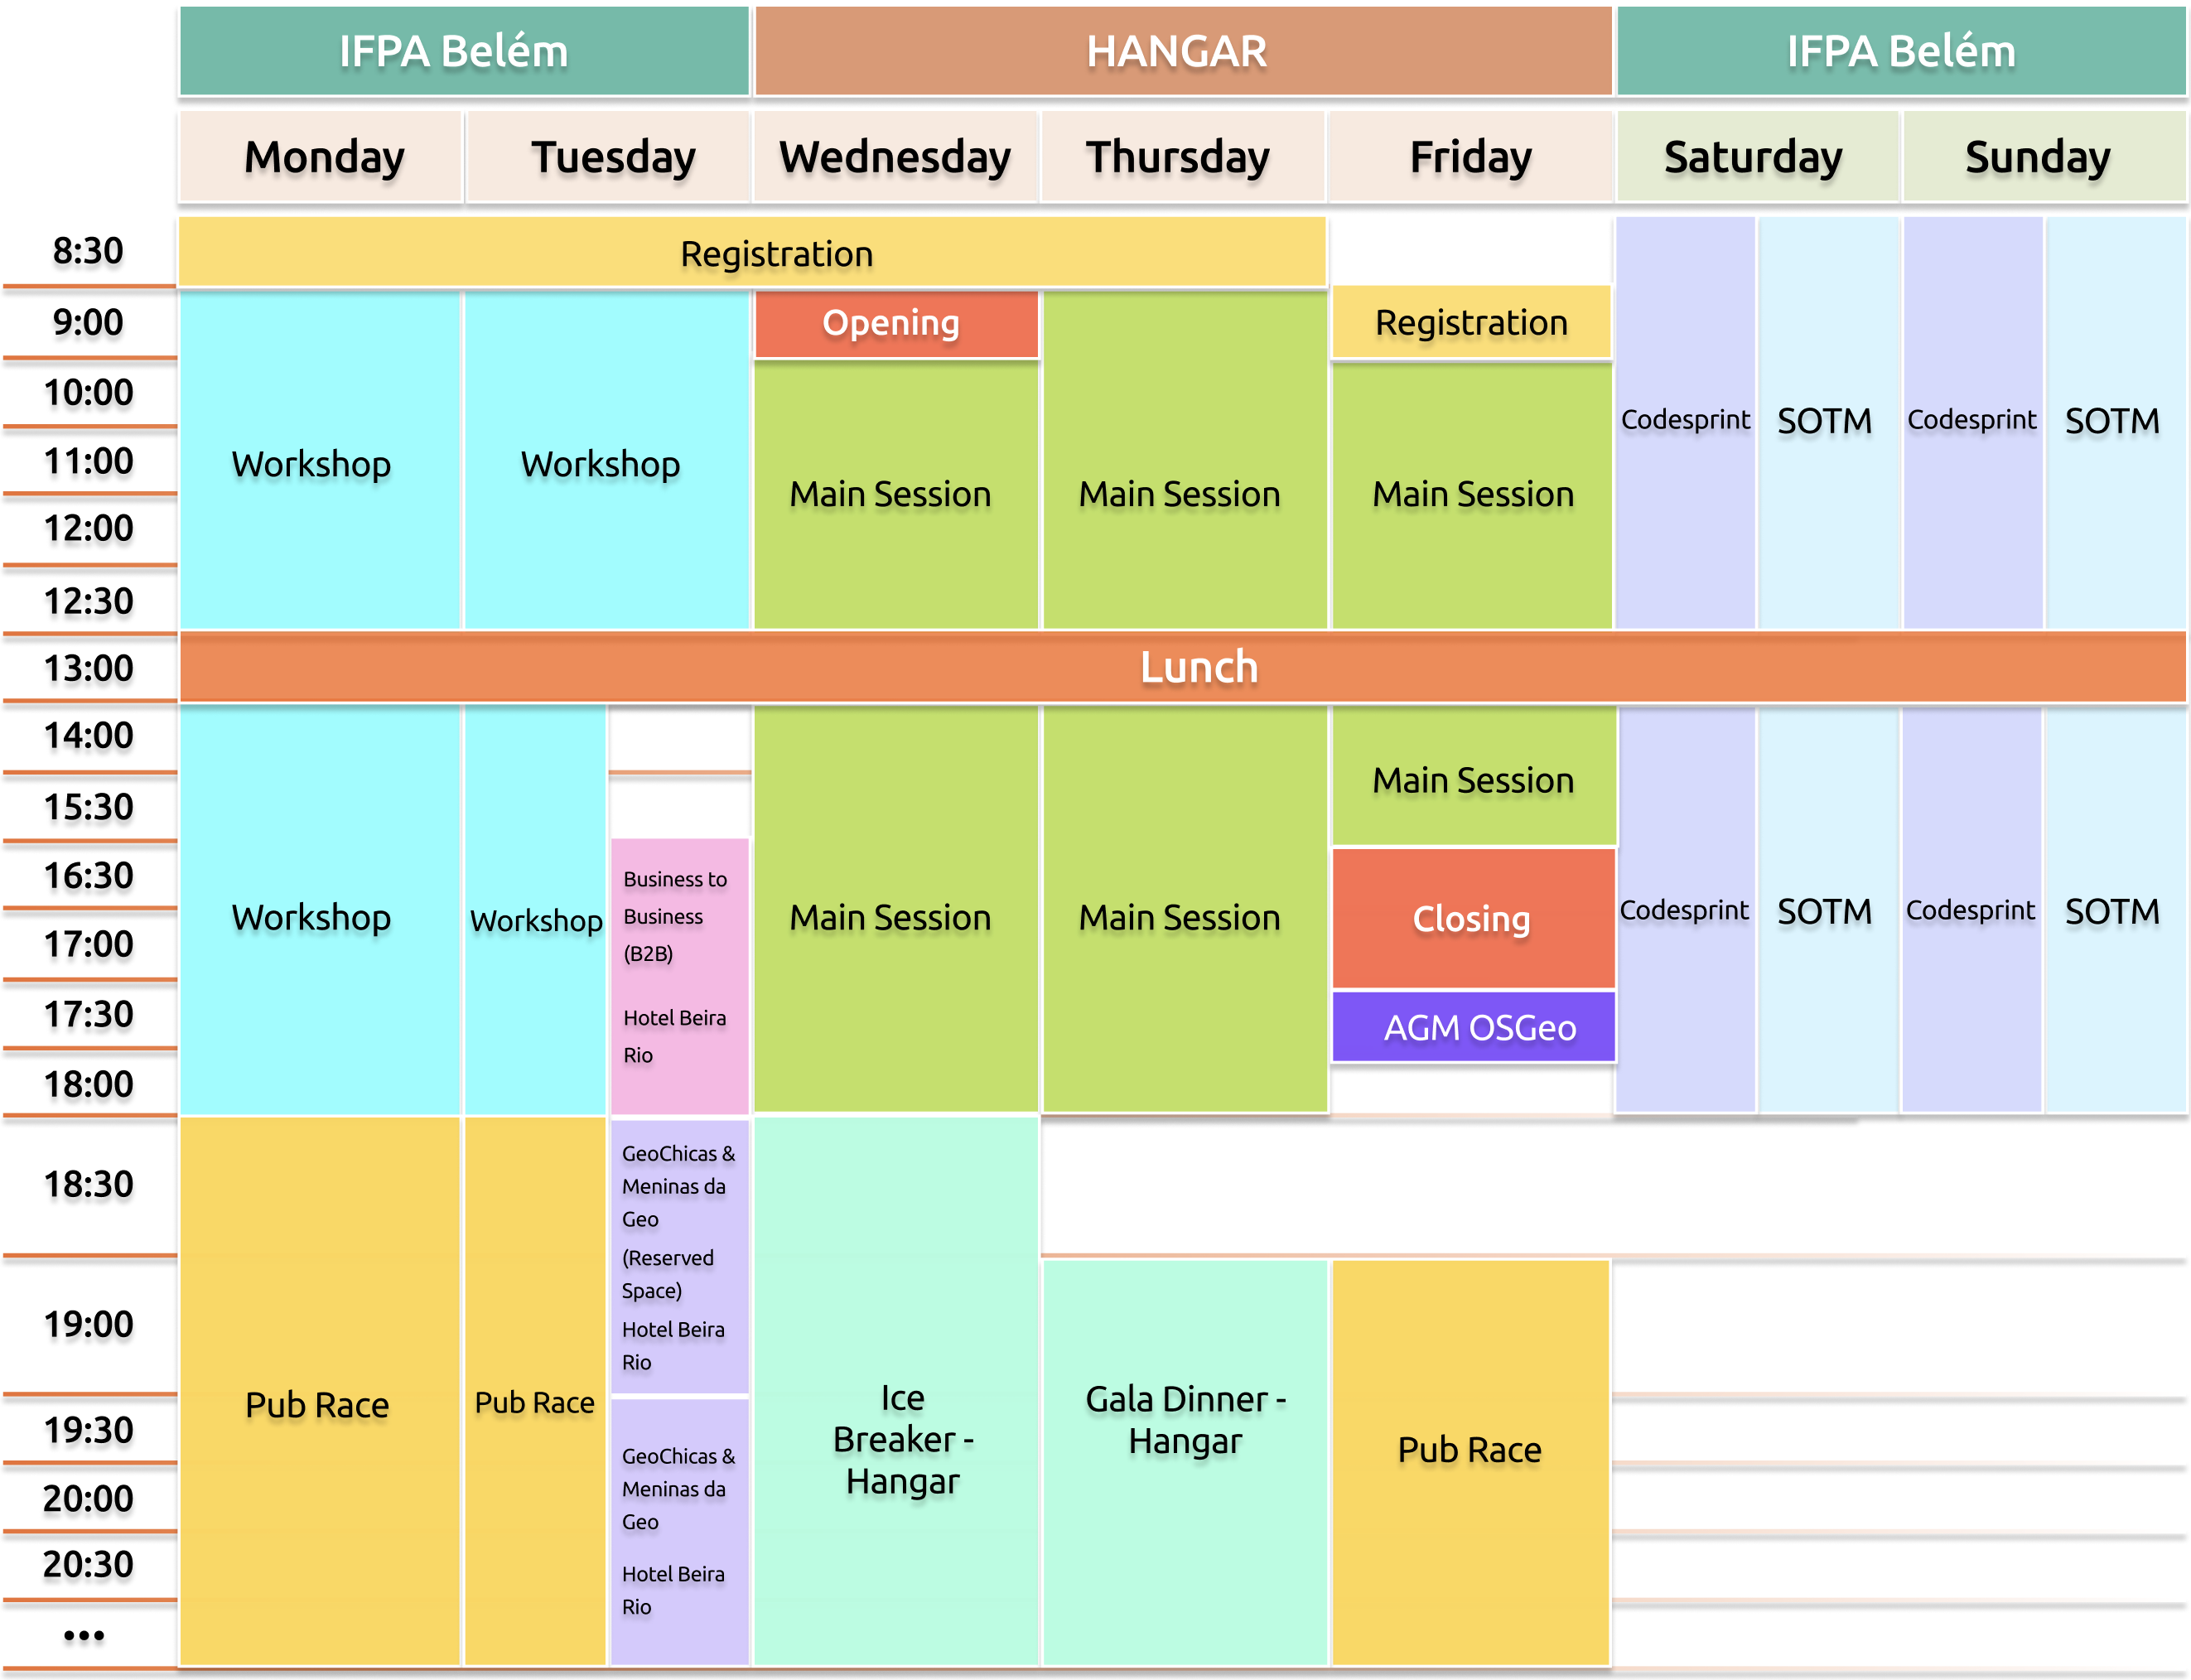 IFPA Belém
HANGAR
IFPA Belém
Monday
Tuesday
Wednesday
Thursday
Friday
Saturday
Sunday
8:30
Registration
9:00
Opening
Registration
10:00
11:00
12:00
12:30
Workshop
Workshop
Main Session
Main Session
Main Session
Codesprint
SOTM
Codesprint
SOTM
13:00
Lunch
14:00
15:30
16:30
17:00
17:30
18:00
Workshop
Workshop
Business to
Business
(B2B)
Hotel Beira
Rio
Main Session
Main Session
Main Session
Closing
AGM OSGeo
Codesprint
SOTM
Codesprint
SOTM
18:30
19:00
19:30
20:00
20:30
...
Pub Race
Pub Race
GeoChicas &
Meninas da
Geo
(Reserved
Space)
Hotel Beira
Rio
GeoChicas &
Meninas da
Geo
Hotel Beira
Rio
Ice
Breaker -
Hangar
Gala Dinner -
Hangar
Pub Race